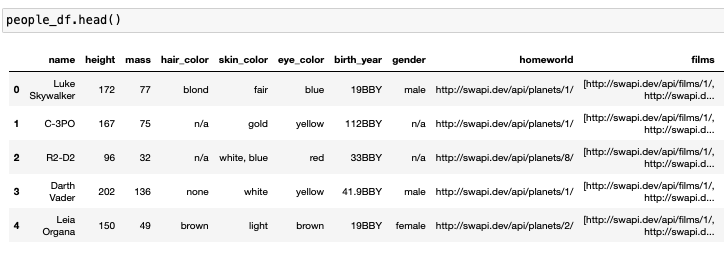 people_df.head()
name height mass hair_color skin_color eye_color birth_year gender homeworld films
0 Luke Skywalker 172 77 blond fair blue 19BBY male http://swapi.dev/api/planets/1/ [http://swapi.dev/api/films/1/, http://swapi.d...
1 C-3PO 167 75 n/a gold yellow 112BBY n/a http://swapi.dev/api/planets/1/ [http://swapi.dev/api/films/1/, http://swapi.d...
2 R2-D2 96 32 n/a white, blue red 33BBY n/a http://swapi.dev/api/planets/8/ [http://swapi.dev/api/films/1/, http://swapi.d...
3 Darth Vader 202 136 none white yellow 41.9BBY male http://swapi.dev/api/planets/1/ [http://swapi.dev/api/films/1/, http://swapi.d...
4 Leia Organa 150 49 brown light brown 19BBY female http://swapi.dev/api/planets/2/ [http://swapi.dev/api/films/1/, http://swapi.d...